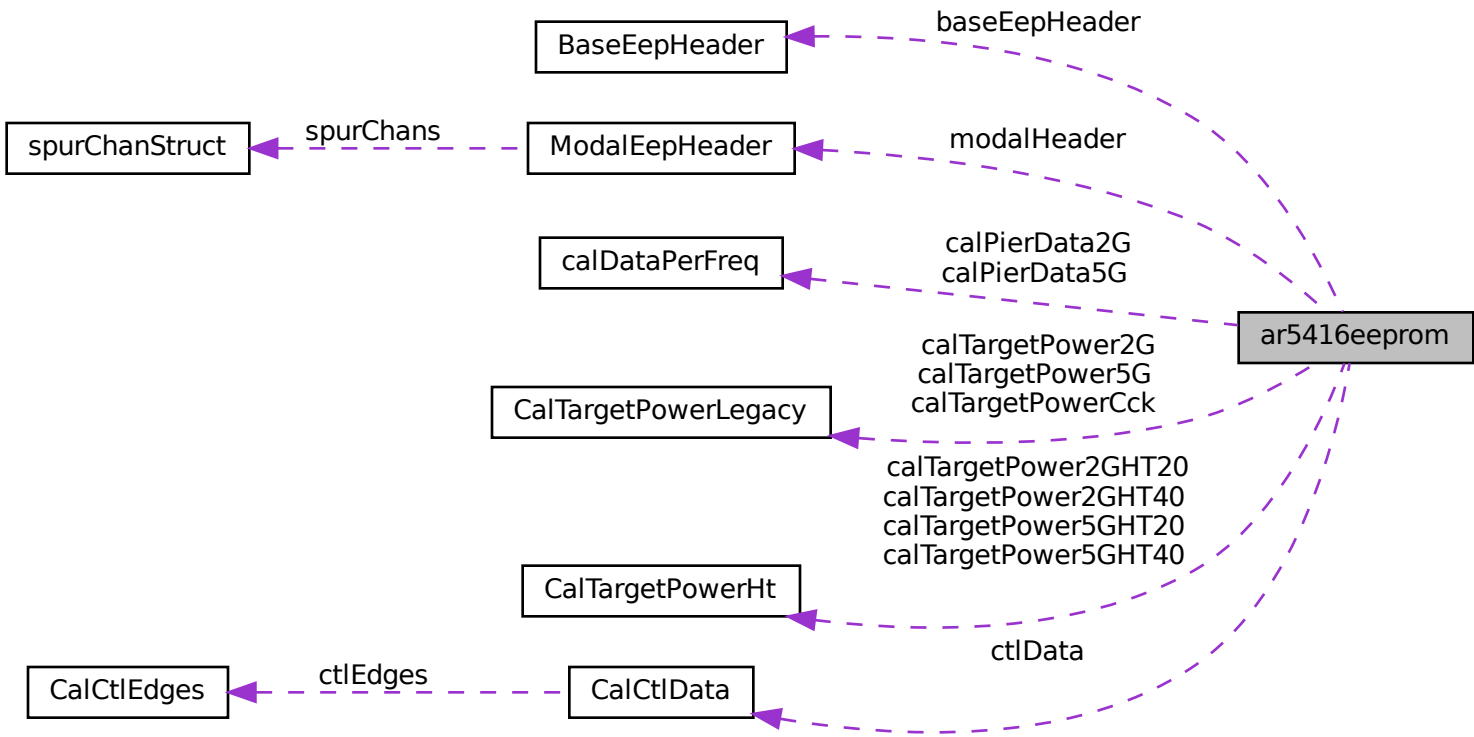 baseEepHeader
BaseEepHeader
modalHeader
spurChans
spurChanStruct
ModalEepHeader
calPierData2G
calPierData5G
calDataPerFreq
ar5416eeprom
calTargetPower2G
calTargetPower5G
calTargetPowerCck
CalTargetPowerLegacy
calTargetPower2GHT20
calTargetPower2GHT40
calTargetPower5GHT20
calTargetPower5GHT40
CalTargetPowerHt
ctlData
ctlEdges
CalCtlEdges
CalCtlData